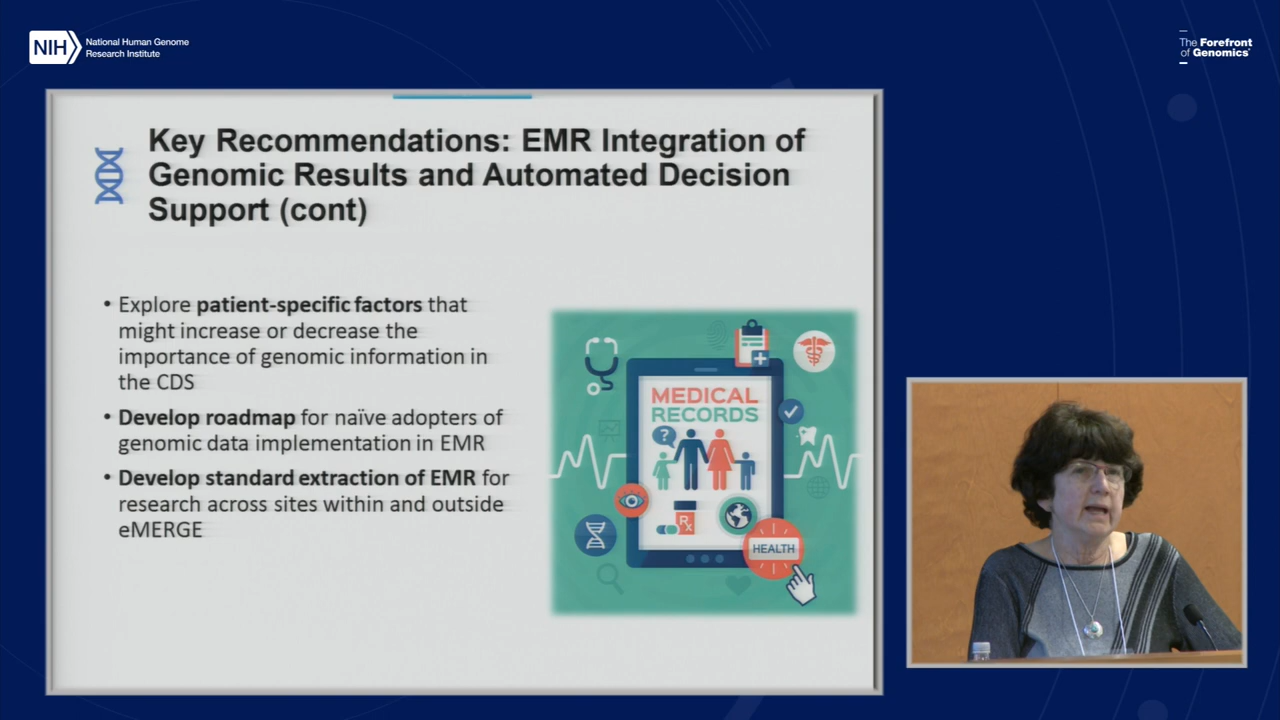 NIH
National Human Genome
Research Institute
The Forefront
of Genomics
Key Recommendations: EMR Integration of
Genomic Results and Automated Decision
Support (cont)
• Explore patient-specific factors that
might increase or decrease the
importance of genomic information in
the CDS
• Develop roadmap for naïve adopters of
genomic data implementation in EMR
• Develop standard extraction of EMR for
research across sites within and outside
eMERGE
MEDICAL
RECORDS
?
Rx
HEALTH